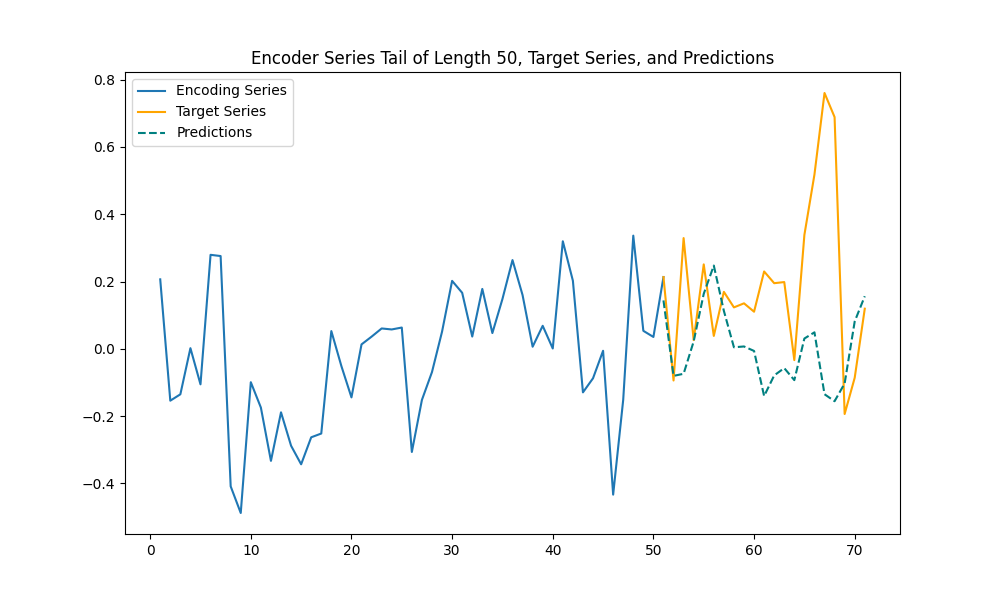 Encoder Series Tail of Length 50, Target Series, and Predictions
Encoding Series
Target Series
Predictions
0.8
0.6
0.4
0.2
0.0
−0.2
−0.4
0 10 20 30 40 50 60 70